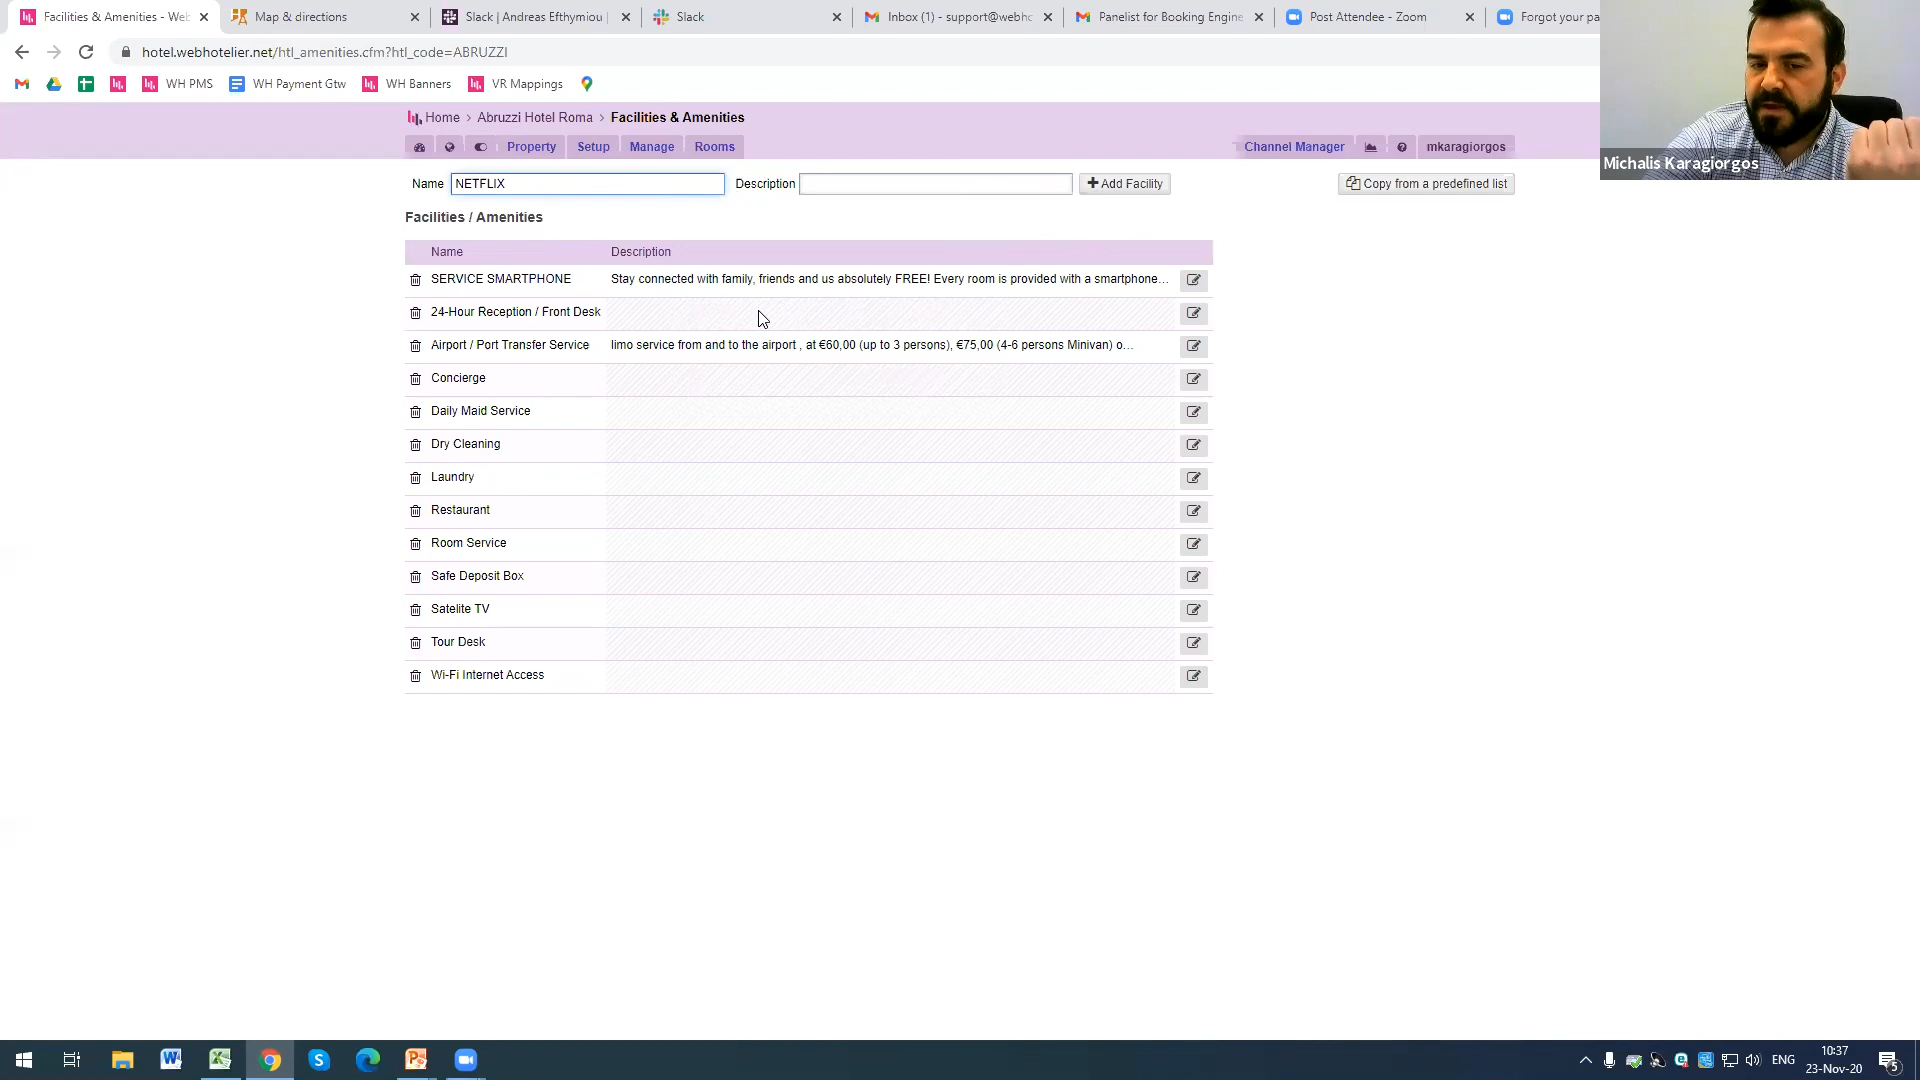 Facilities & Amenities - Web
Map & directions
Slack | Andreas Efthymiou |
Slack
Inbox (1) - support@webho
Panelist for Booking Engine
Post Attendee - Zoom
Forgot your pa
hotel.webhotelier.net/htl_amenities.cfm?htl_code=ABRUZZI
WH PMS
WH Payment Gtw
WH Banners
VR Mappings
Home > Abruzzi Hotel Roma > Facilities & Amenities
Property
Setup
Manage
Rooms
Channel Manager
mkaragiorgos
Michalis Karagiorgos
Name NETFLIX Description + Add Facility Copy from a predefined list
Facilities / Amenities
Name Description
SERVICE SMARTPHONE Stay connected with family, friends and us absolutely FREE! Every room is provided with a smartphone...
24-Hour Reception / Front Desk
Airport / Port Transfer Service limo service from and to the airport , at €60,00 (up to 3 persons), €75,00 (4-6 persons Minivan) o...
Concierge
Daily Maid Service
Dry Cleaning
Laundry
Restaurant
Room Service
Safe Deposit Box
Satelite TV
Tour Desk
Wi-Fi Internet Access
ENG
10:37
23-Nov-20
5